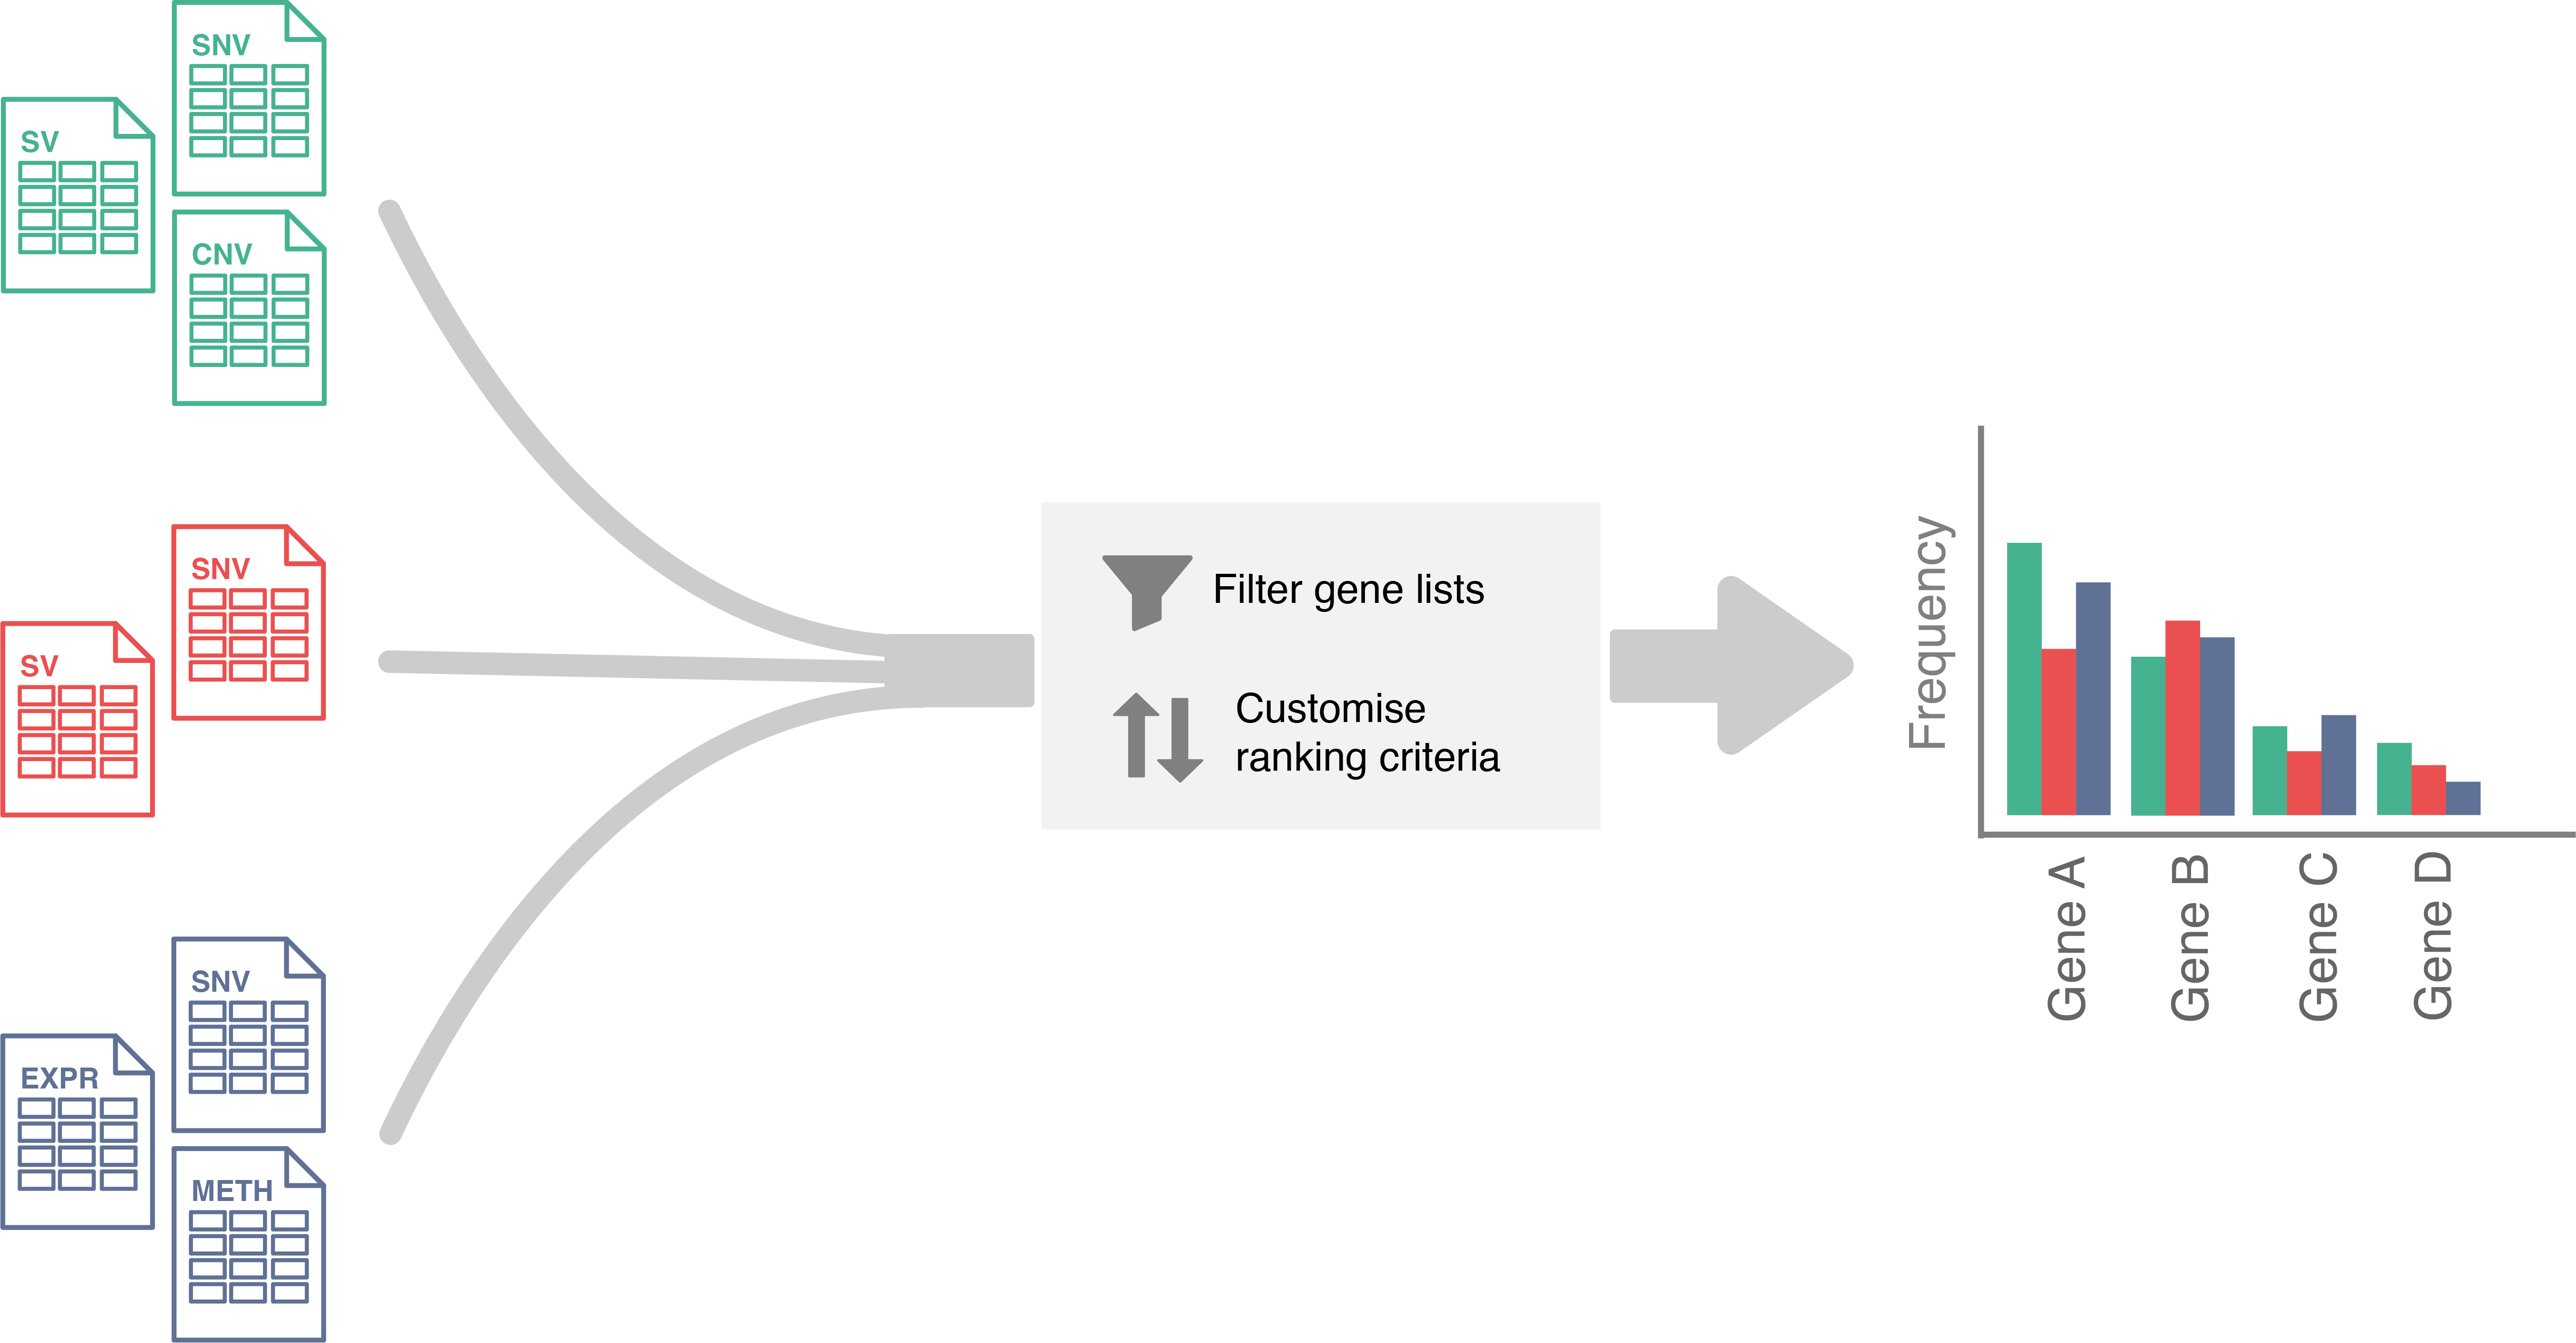 SNV
SV
CNV
SNV
SV
SNV
EXPR
METH
Filter gene lists
Customise
ranking criteria
Frequency
Gene A
Gene B
Gene C
Gene D